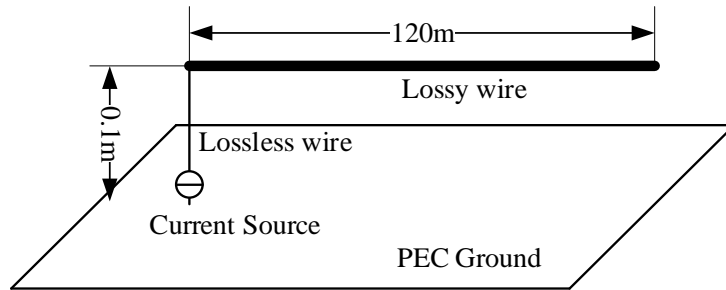 120m
Lossy wire
0.1m
Lossless wire
Current Source
PEC Ground